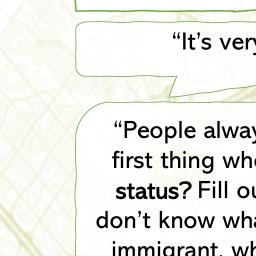 “It’s very
“People alway
first thing whe
status? Fill ou
don’t know wha
immigrant, wh